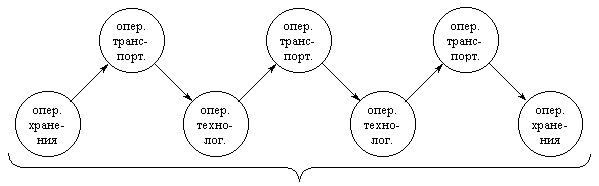 опер.
транс-
порт.
опер.
транс-
порт.
опер.
транс-
порт.
опер.
хране-
ния
опер.
техно-
лог.
опер.
техно-
лог.
опер.
хране-
ния